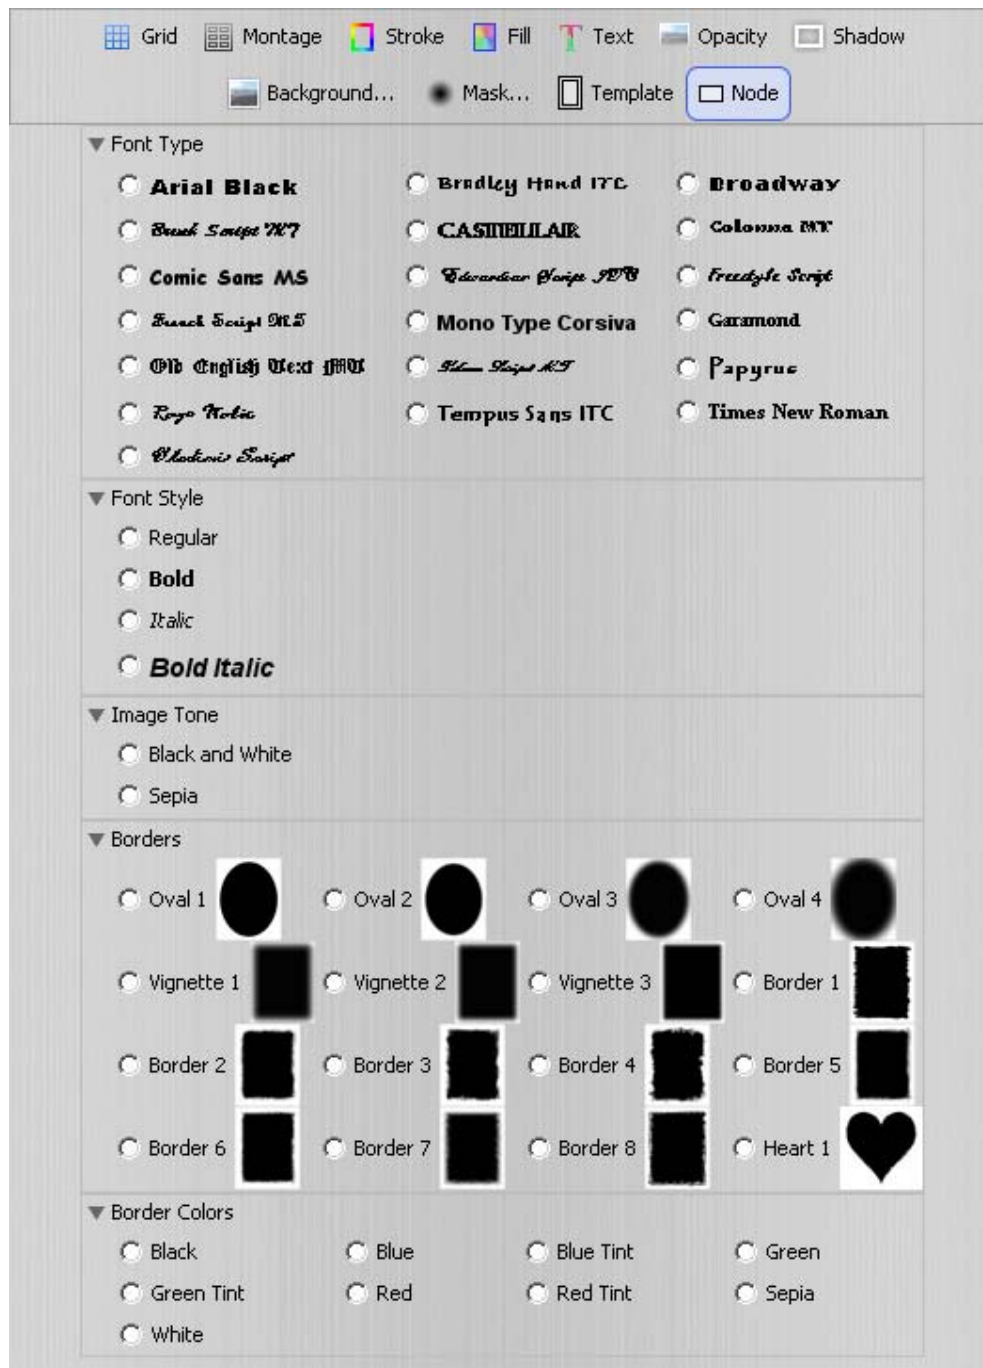 Grid Montage Stroke Fill Text Opacity Shadow
Background... Mask... Template Node
Font Type
Arial Black Bradley Hand ITC Broadway
Brush Script MT CASTELLAR Colonna MT
Comic Sans MS Edwardian Script ITC Freestyle Script
French Script MS Mono Type Corsiva Garamond
Old English Text MT Script MT Papyrus
Rage Italic Tempus Sans ITC Times New Roman
Vladimir Script
Font Style
Regular
Bold
Italic
Bold Italic
Image Tone
Black and White
Sepia
Borders
Oval 1 Oval 2 Oval 3 Oval 4
Vignette 1 Vignette 2 Vignette 3 Border 1
Border 2 Border 3 Border 4 Border 5
Border 6 Border 7 Border 8 Heart 1
Border Colors
Black Blue Blue Tint Green
Green Tint Red Red Tint Sepia
White